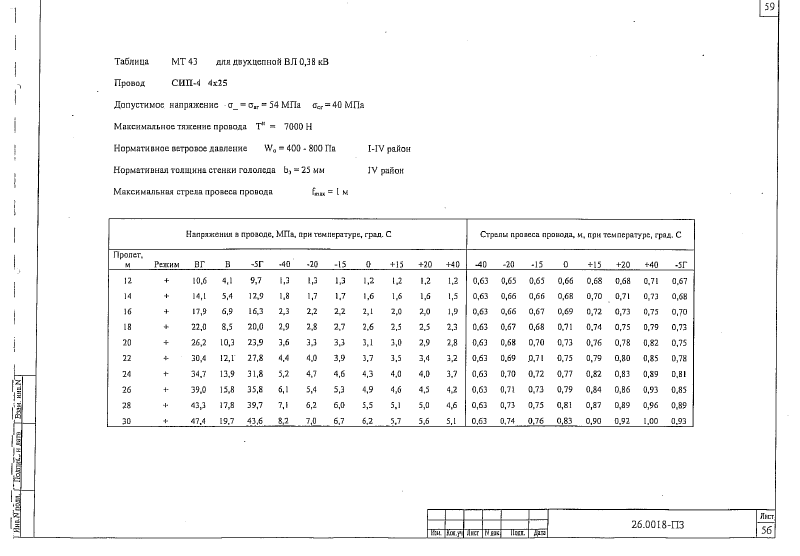 59
Таблица МТ 43 для двухцепной ВЛ 0,38 кВ
Провод СИП-4 4х25
Допустимое напряжение σ_ = σэг = 54 МПа σсг = 40 МПа
Максимальное тяжение провода Tн = 7000 Н
Нормативное ветровое давление W₀ = 400 - 800 Па I-IV район
Нормативная толщина стенки гололеда bэ = 25 мм IV район
Максимальная стрела провеса провода fmax = 1 м
Напряжения в проводе, МПа, при температуре, град. С Стрелы провеса провода, м, при температуре, град. С
Пролет, м Режим ВГ В -5Г -40 -20 -15 0 +15 +20 +40 -40 -20 -15 0 +15 +20 +40 -5Г
12 + 10,6 4,1 9,7 1,3 1,3 1,3 1,2 1,2 1,2 1,2 0,63 0,65 0,65 0,66 0,68 0,68 0,71 0,67
14 + 14,1 5,4 12,9 1,8 1,7 1,7 1,6 1,6 1,6 1,5 0,63 0,66 0,66 0,68 0,70 0,71 0,73 0,68
16 + 17,9 6,9 16,3 2,3 2,2 2,2 2,1 2,0 2,0 1,9 0,63 0,66 0,67 0,69 0,72 0,73 0,75 0,70
18 + 22,0 8,5 20,0 2,9 2,8 2,7 2,6 2,5 2,5 2,3 0,63 0,67 0,68 0,71 0,74 0,75 0,79 0,73
20 + 26,2 10,3 23,9 3,6 3,3 3,3 3,1 3,0 2,9 2,8 0,63 0,68 0,70 0,73 0,76 0,78 0,82 0,75
22 + 30,4 12,1 27,8 4,4 4,0 3,9 3,7 3,5 3,4 3,2 0,63 0,69 0,71 0,75 0,79 0,80 0,85 0,78
24 + 34,7 13,9 31,8 5,2 4,7 4,6 4,3 4,0 4,0 3,7 0,63 0,70 0,72 0,77 0,82 0,83 0,89 0,81
26 + 39,0 15,8 35,8 6,1 5,4 5,3 4,9 4,6 4,5 4,2 0,63 0,71 0,73 0,79 0,84 0,86 0,93 0,85
28 + 43,3 17,8 39,7 7,1 6,2 6,0 5,5 5,1 5,0 4,6 0,63 0,73 0,75 0,81 0,87 0,89 0,96 0,89
30 + 47,4 19,7 43,6 8,2 7,0 6,7 6,2 5,7 5,6 5,1 0,63 0,74 0,76 0,83 0,90 0,92 1,00 0,93
Взам. инв.N
Подпис. и дата
Инв.N подл.
Изм. Кол.уч Лист N док. Подп. Дата
26.0018-ПЗ
Лист
56